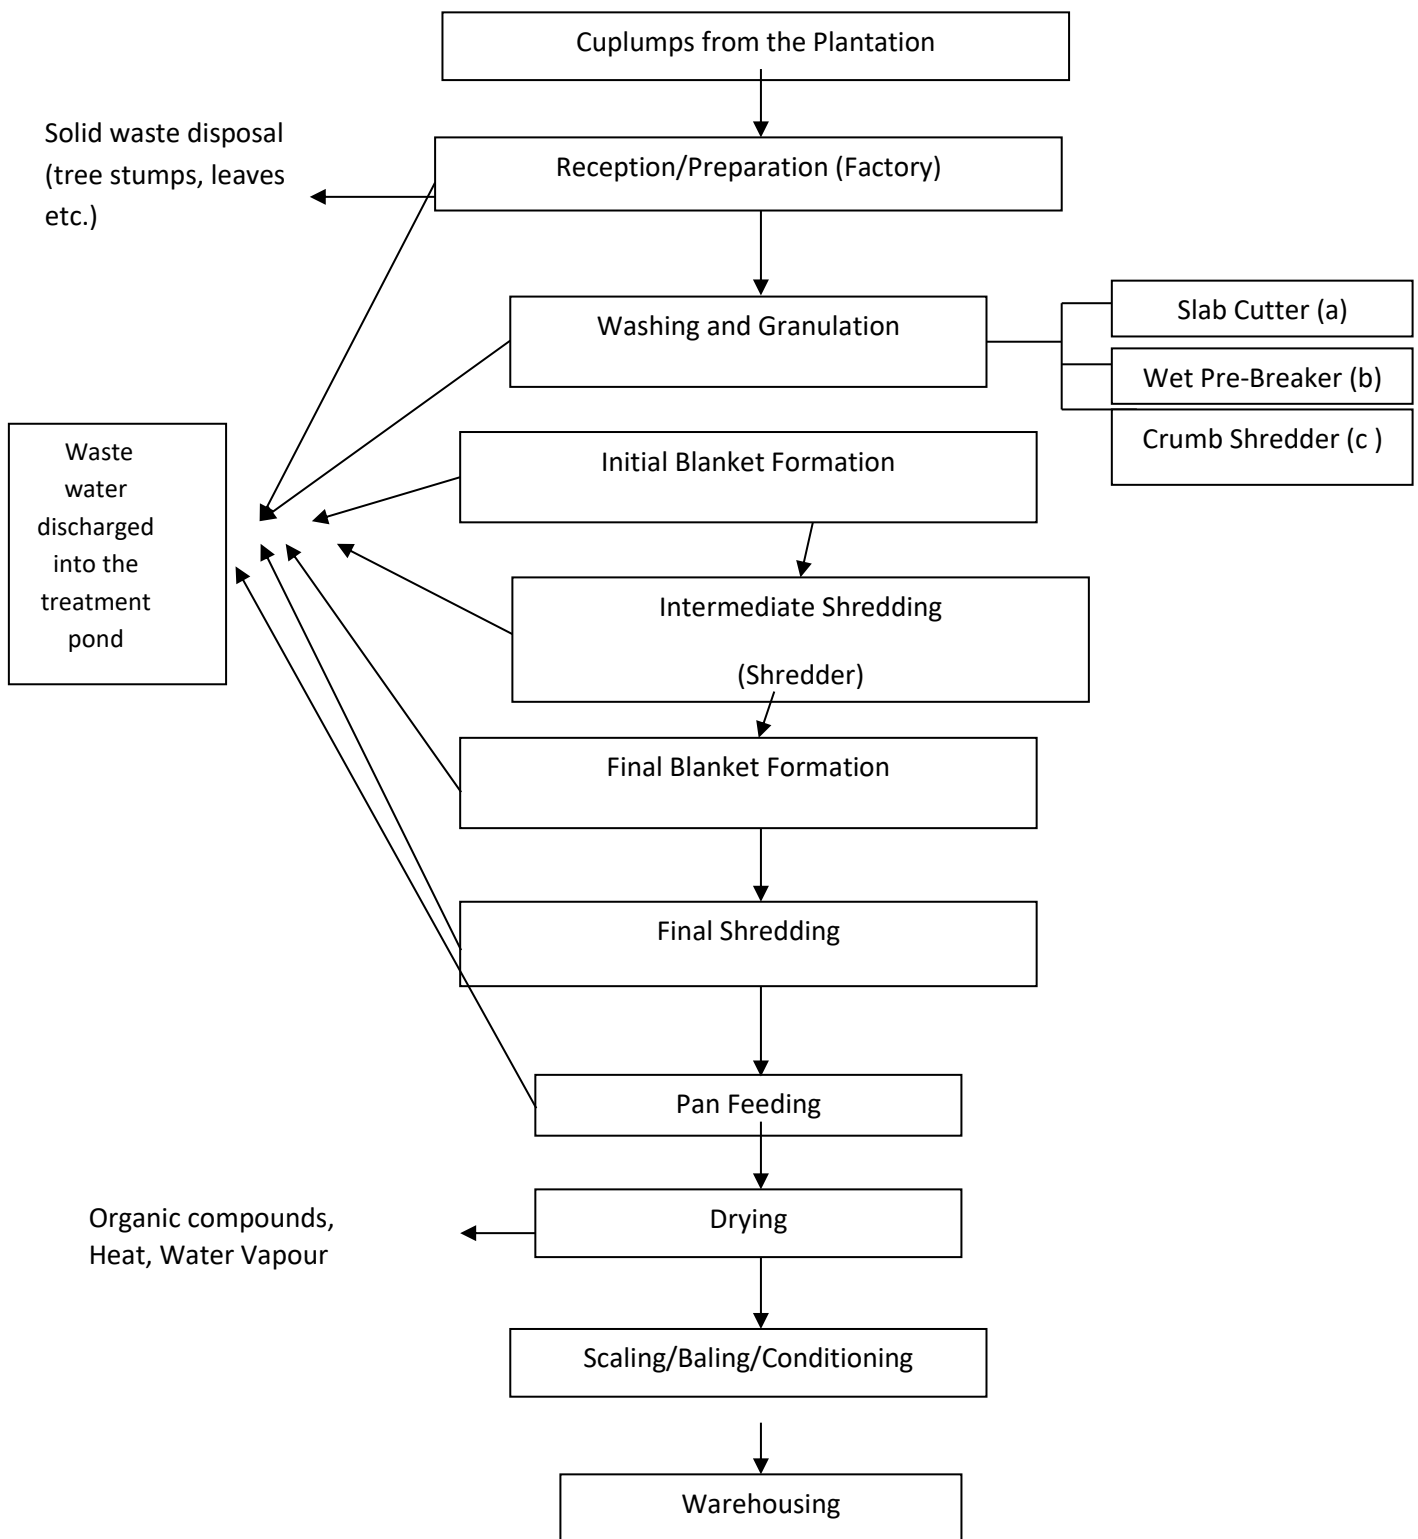 Cuplumps from the Plantation
Solid waste disposal
(tree stumps, leaves
etc.)
Reception/Preparation (Factory)
Washing and Granulation
Slab Cutter (a)
Wet Pre-Breaker (b)
Crumb Shredder (c )
Waste
water
discharged
into the
treatment
pond
Initial Blanket Formation
Intermediate Shredding
(Shredder)
Final Blanket Formation
Final Shredding
Pan Feeding
Drying
Organic compounds,
Heat, Water Vapour
Scaling/Baling/Conditioning
Warehousing